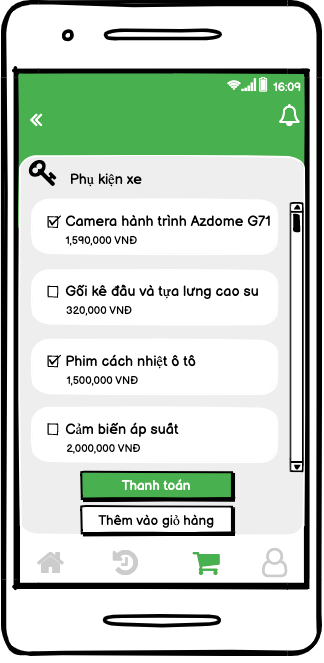 16:09
Phụ kiện xe
Camera hành trình Azdome G71
1,590,000 VNĐ
Gối kê đầu và tựa lưng cao su
320,000 VNĐ
Phim cách nhiệt ô tô
1,500,000 VNĐ
Cảm biến áp suất
2,000,000 VNĐ
Thanh toán
Thêm vào giỏ hàng